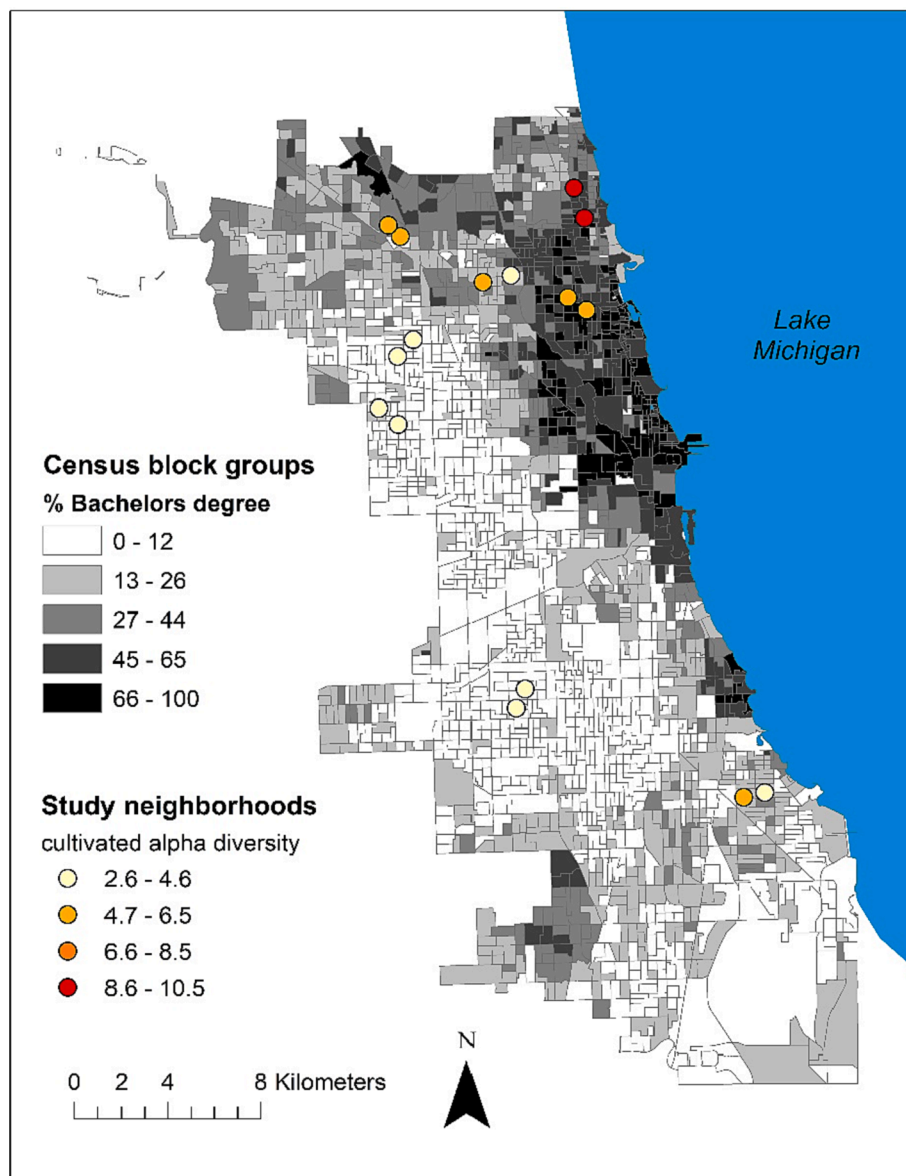 Lake
Michigan
Census block groups
% Bachelors degree
0 - 12
13 - 26
27 - 44
45 - 65
66 - 100
Study neighborhoods
cultivated alpha diversity
2.6 - 4.6
4.7 - 6.5
6.6 - 8.5
8.6 - 10.5
N
0 2 4 8 Kilometers